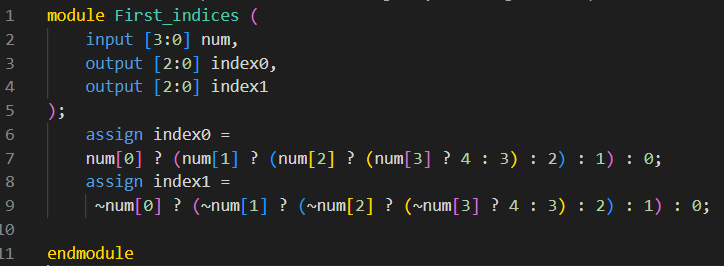 1 module First_indices (
2 input [3:0] num,
3 output [2:0] index0,
4 output [2:0] index1
5 );
6 assign index0 =
7 num[0] ? (num[1] ? (num[2] ? (num[3] ? 4 : 3) : 2) : 1) : 0;
8 assign index1 =
9 ~num[0] ? (~num[1] ? (~num[2] ? (~num[3] ? 4 : 3) : 2) : 1) : 0;
10
11 endmodule